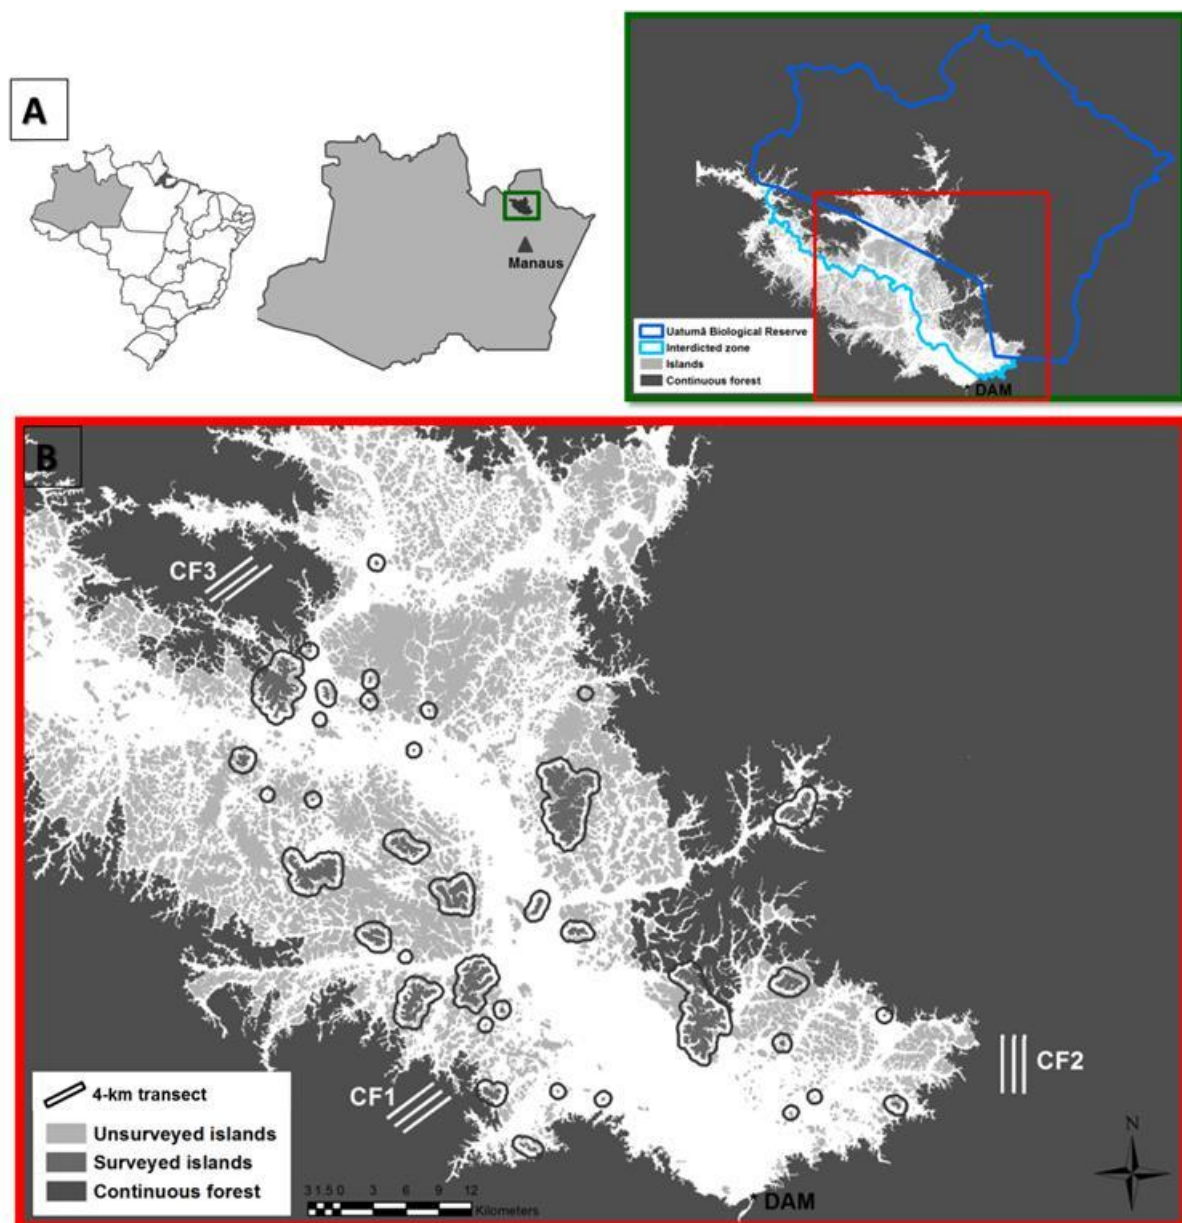 A
Manaus
Uatumã Biological Reserve
Interdicted zone
Islands
Continuous forest
DAM
B
CF3
CF2
CF1
4-km transect
Unsurveyed islands
Surveyed islands
Continuous forest
3 1.5 0 3 6 9 12
Kilometers
DAM
N